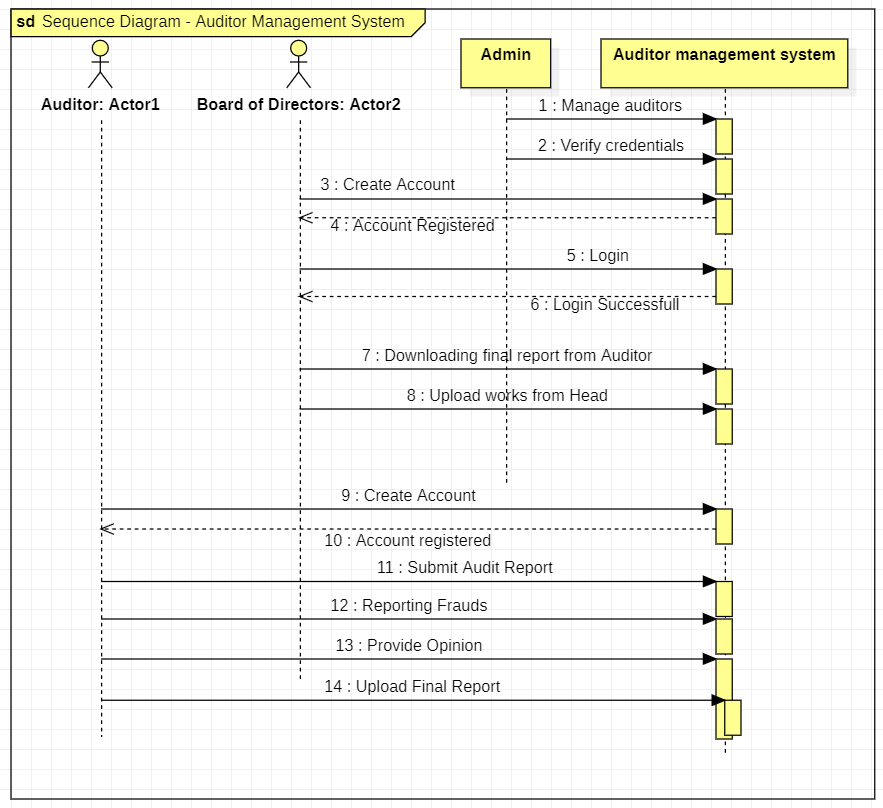 sd Sequence Diagram - Auditor Management System
Auditor: Actor1
Board of Directors: Actor2
Admin
Auditor management system
1 : Manage auditors
2 : Verify credentials
3 : Create Account
4 : Account Registered
5 : Login
6 : Login Successfull
7 : Downloading final report from Auditor
8 : Upload works from Head
9 : Create Account
10 : Account registered
11 : Submit Audit Report
12 : Reporting Frauds
13 : Provide Opinion
14 : Upload Final Report